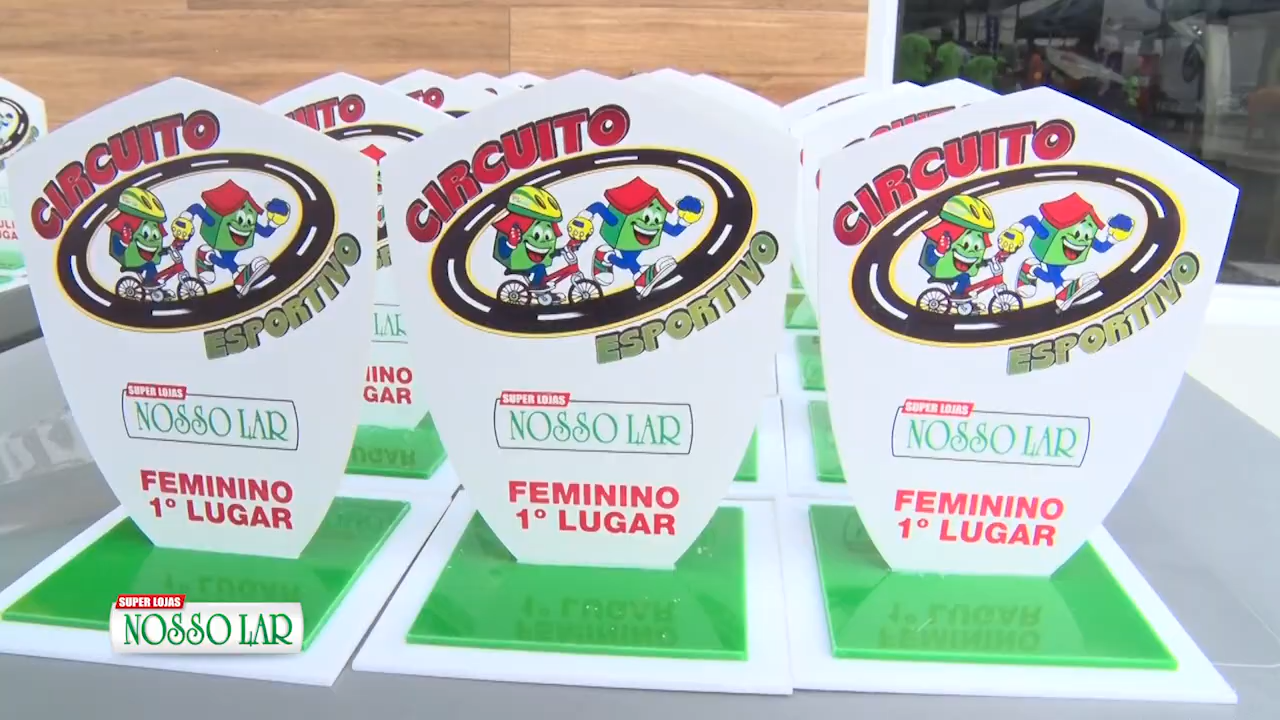 CIRCUITO
ESPORTIVO
SUPER LOJAS
NOSSO LAR
FEMININO
1º LUGAR
CIRCUITO
ESPORTIVO
SUPER LOJAS
NOSSO LAR
FEMININO
1º LUGAR
CIRCUITO
ESPORTIVO
SUPER LOJAS
NOSSO LAR
FEMININO
1º LUGAR
SUPER LOJAS
NOSSO LAR